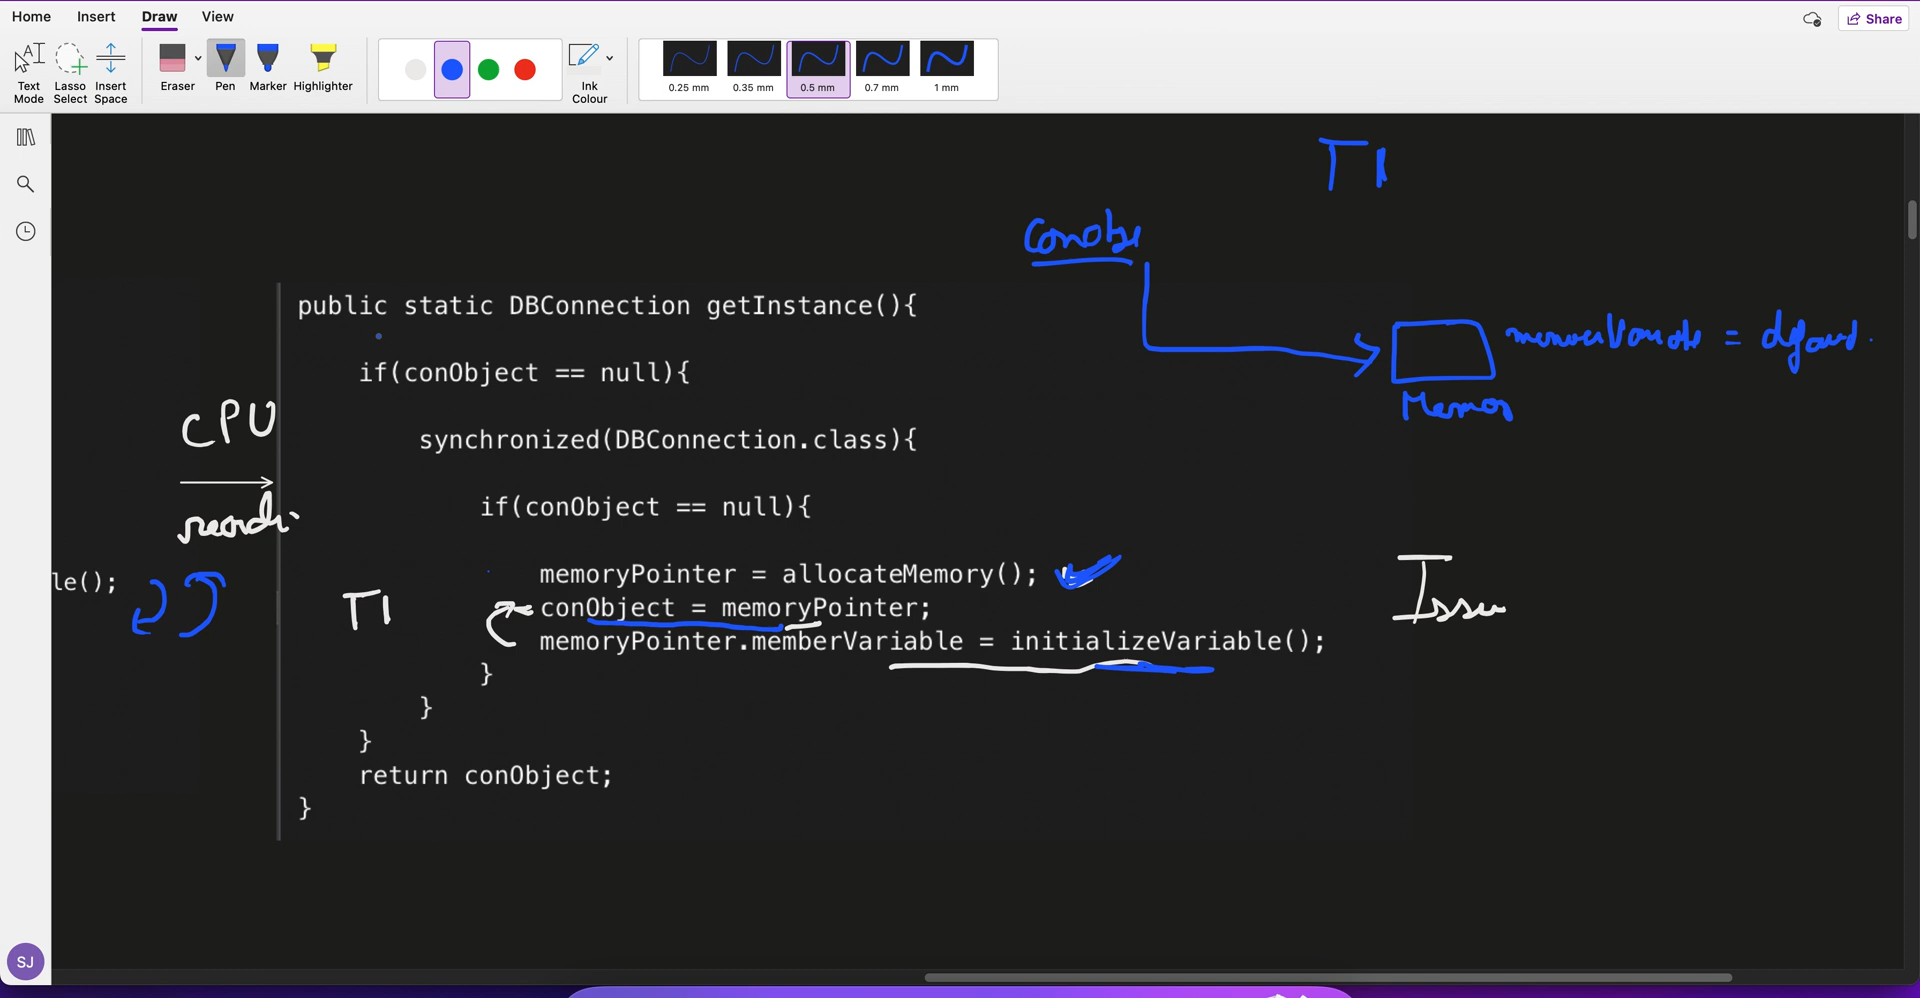 Home Insert Draw View
Share
Text Mode
Lasso Select
Insert Space
Eraser
Pen
Marker
Highlighter
Ink Colour
0.25 mm
0.35 mm
0.5 mm
0.7 mm
1 mm
T1
conObj
memberVariable = default.
Memory
public static DBConnection getInstance(){
if(conObject == null){
CPU
synchronized(DBConnection.class){
if(conObject == null){
le();
T1
memoryPointer = allocateMemory();
conObject = memoryPointer;
memoryPointer.memberVariable = initializeVariable();
}
}
}
return conObject;
}
Issue
SJ